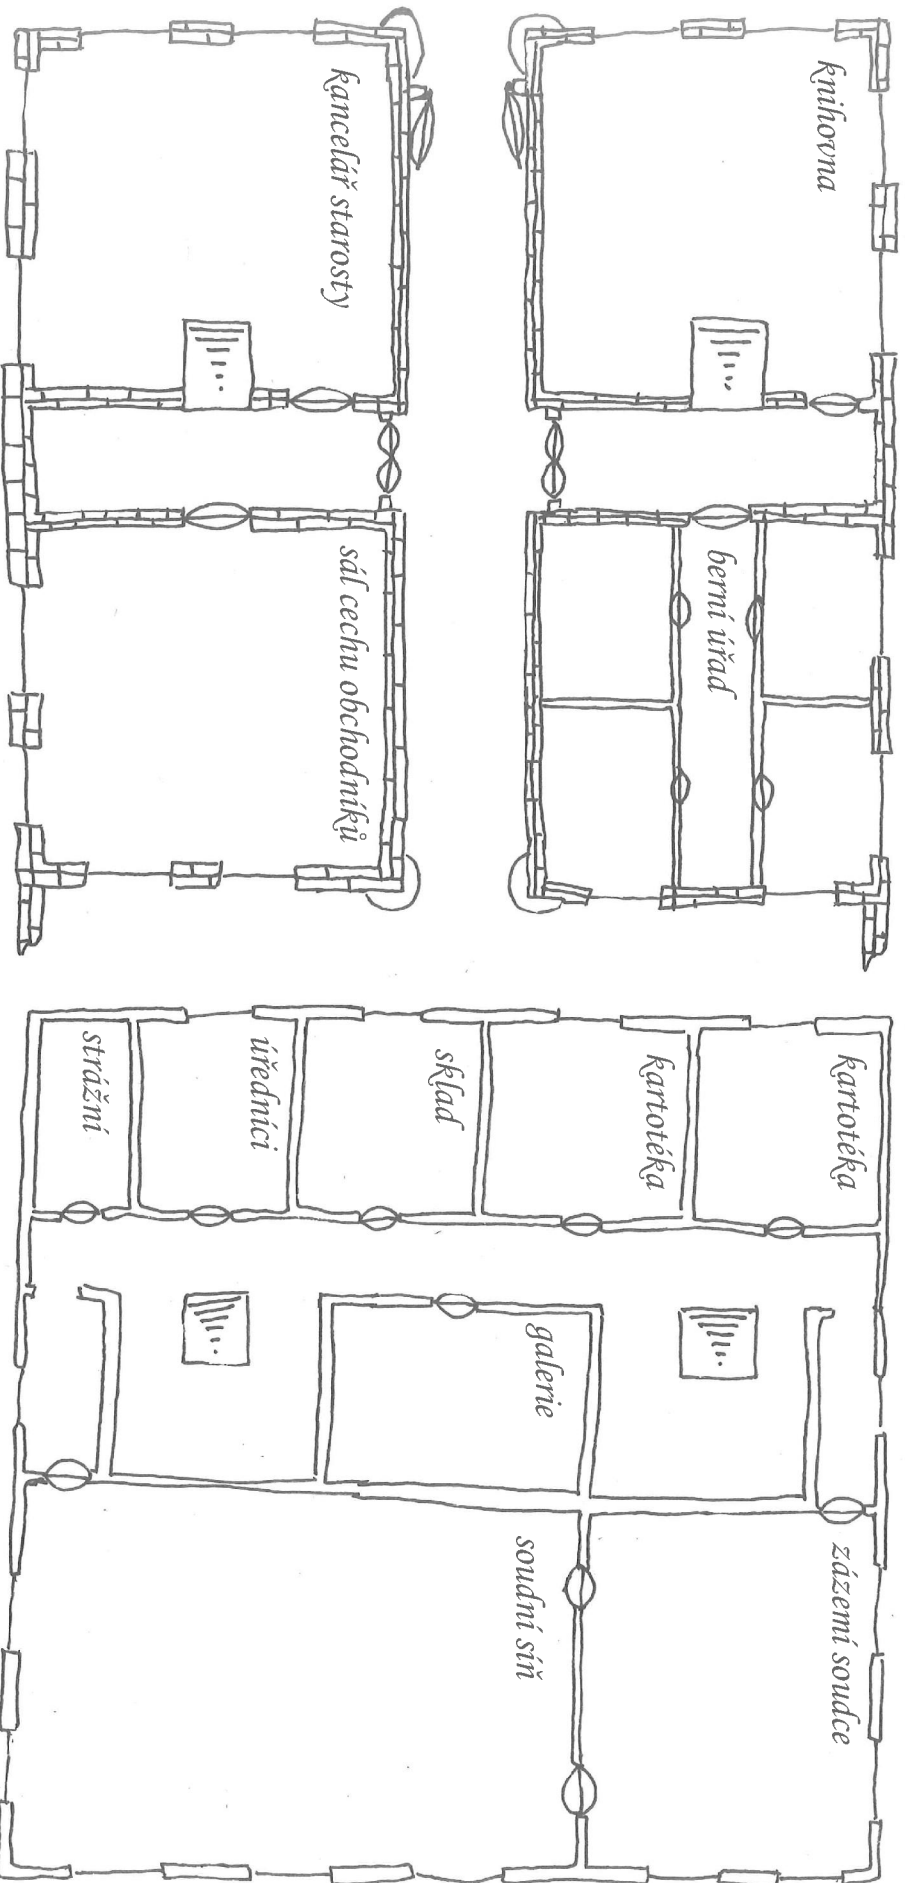 knihovna
berní úřad
kancelář starosty
sál cechu obchodníků
kartotéka
zázemí soudce
kartotéka
galerie
soudní síň
sklad
úředníci
strážní